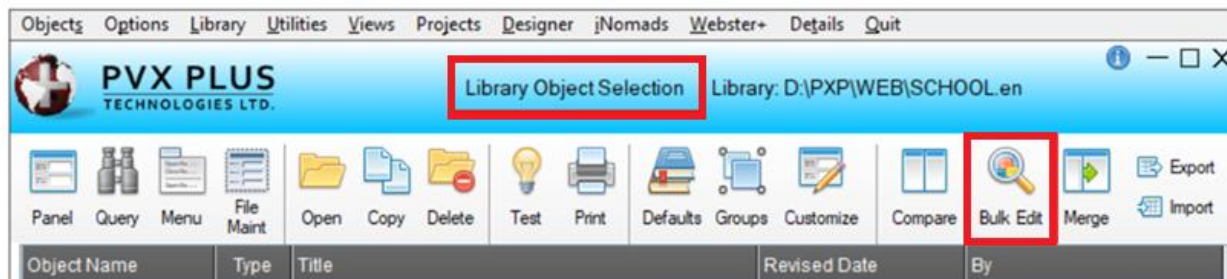 Objects Options Library Utilities Views Projects Designer iNomads Webster+ Details Quit
PVX PLUS
TECHNOLOGIES LTD.
Library Object Selection Library: D:\PXP\WEB\SCHOOL.en
Panel Query Menu File Maint Open Copy Delete Test Print Defaults Groups Customize Compare Bulk Edit Merge Export
Import
Object Name Type Title Revised Date By